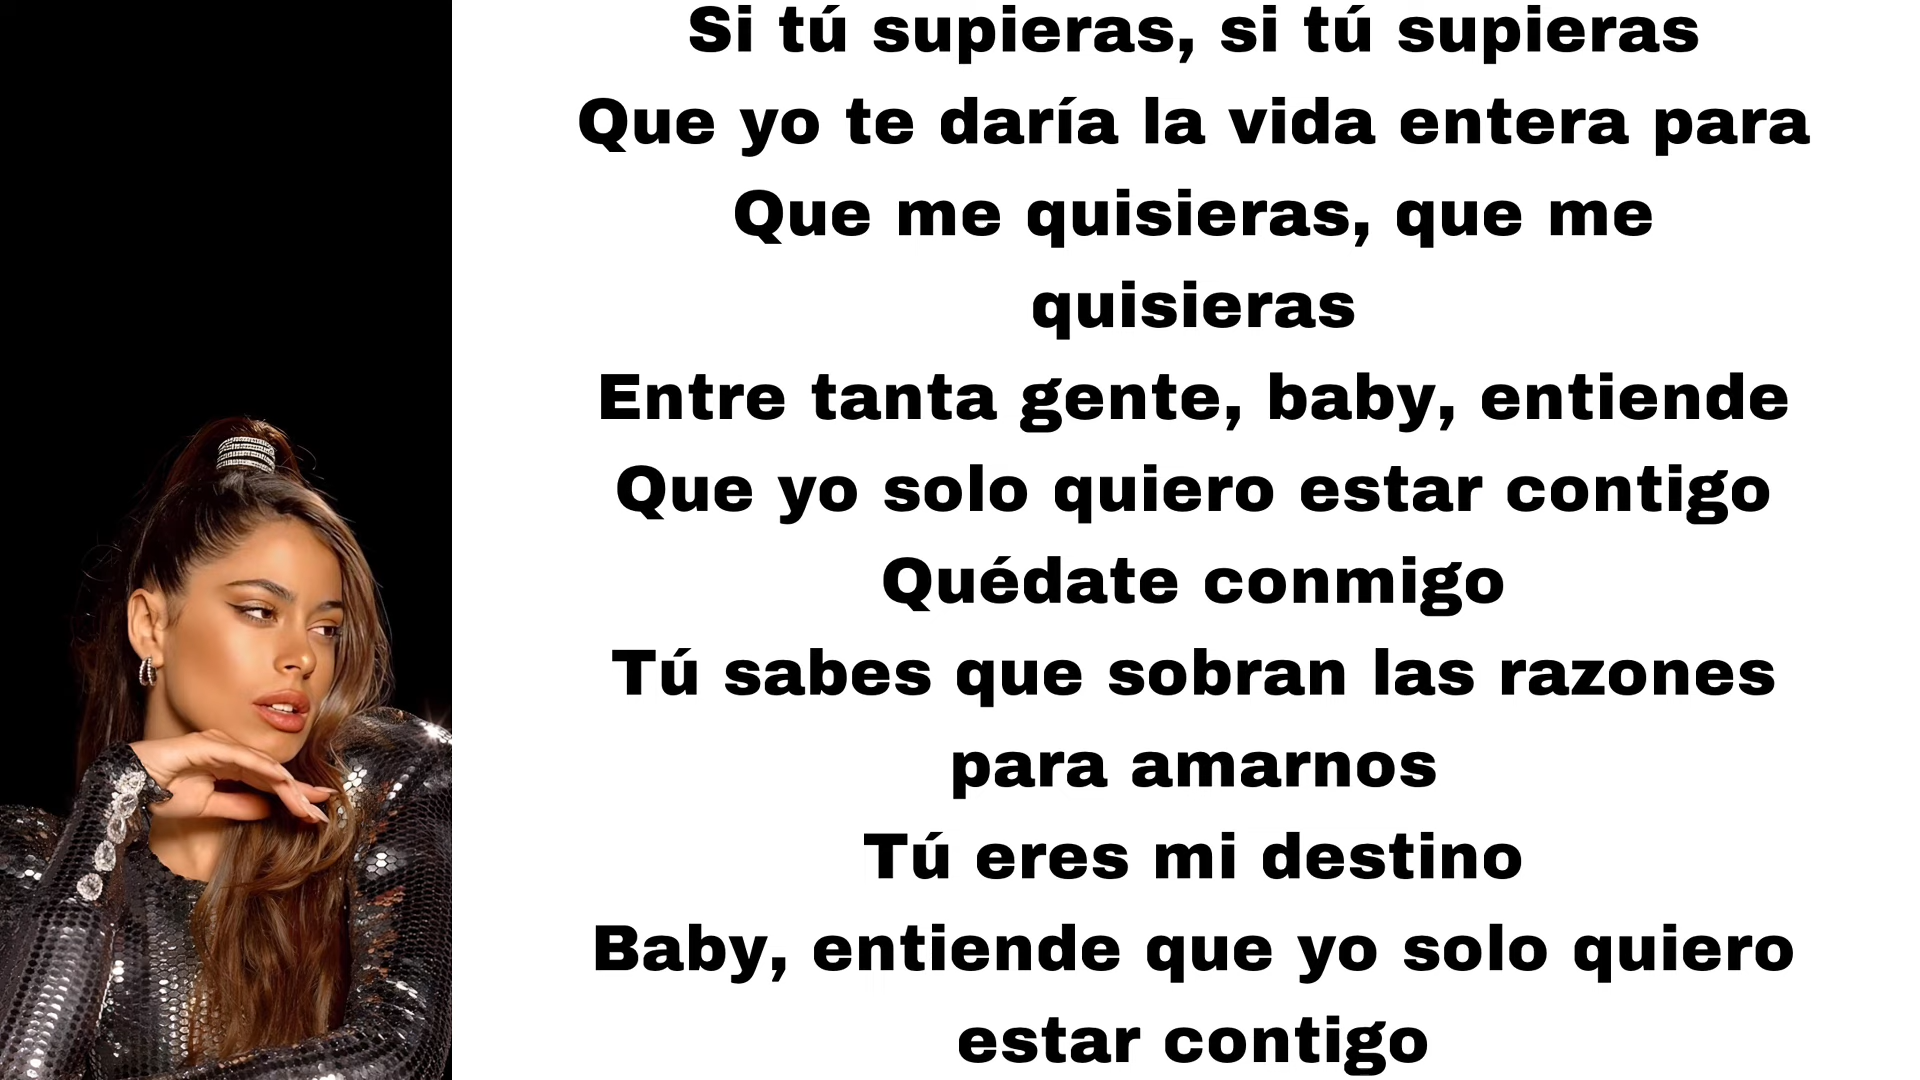 Si tú supieras, si tú supieras
Que yo te daría la vida entera para
Que me quisieras, que me
quisieras
Entre tanta gente, baby, entiende
Que yo solo quiero estar contigo
Quédate conmigo
Tú sabes que sobran las razones
para amarnos
Tú eres mi destino
Baby, entiende que yo solo quiero
estar contigo